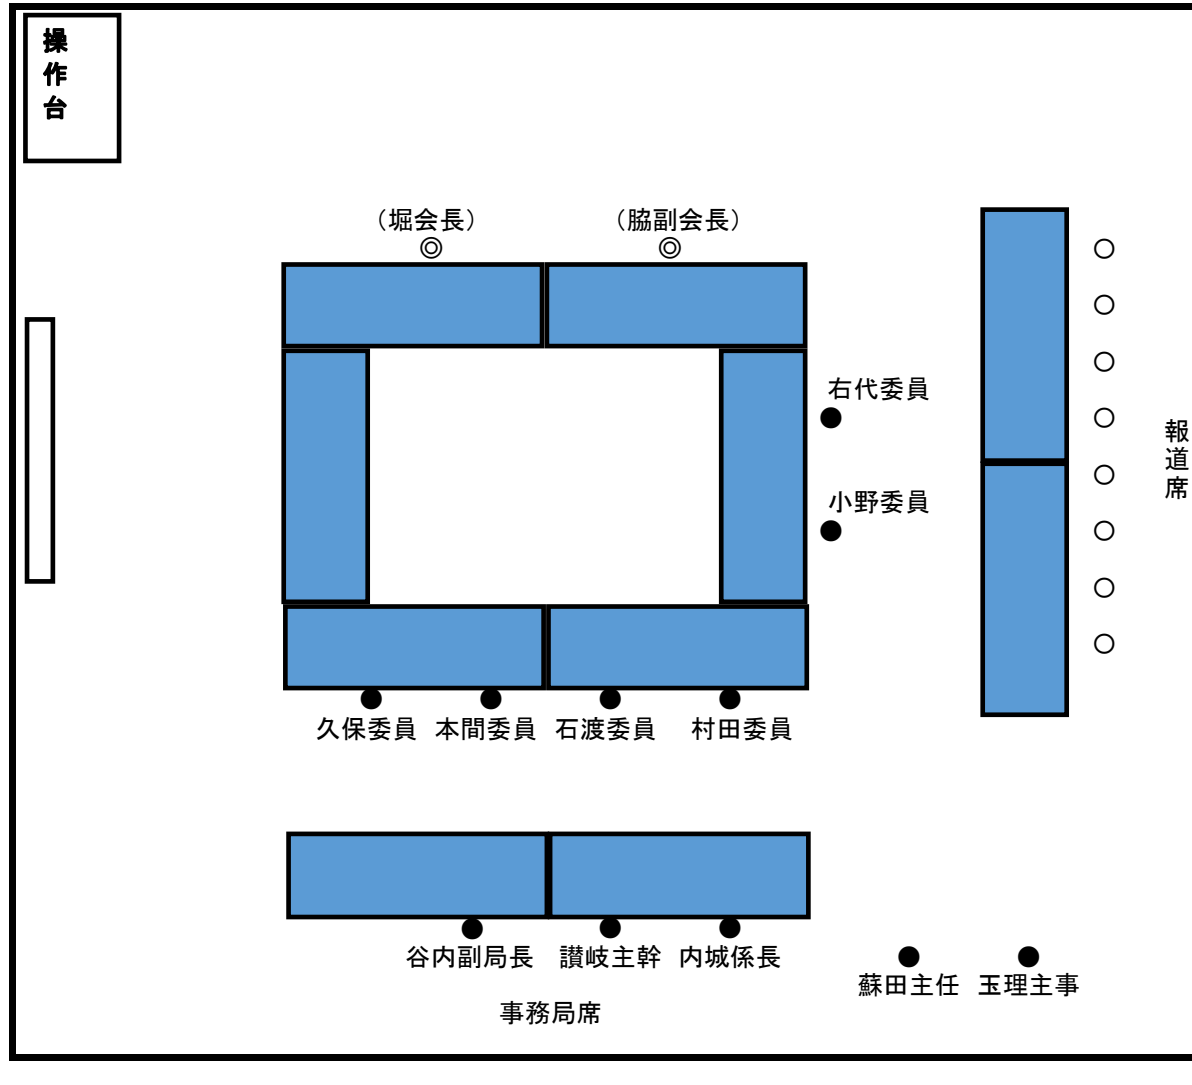 操作台
（堀会長）
（脇副会長）
右代委員
小野委員
報道席
久保委員
本間委員
石渡委員
村田委員
谷内副局長
讃岐主幹
内城係長
蘇田主任
玉理主事
事務局席